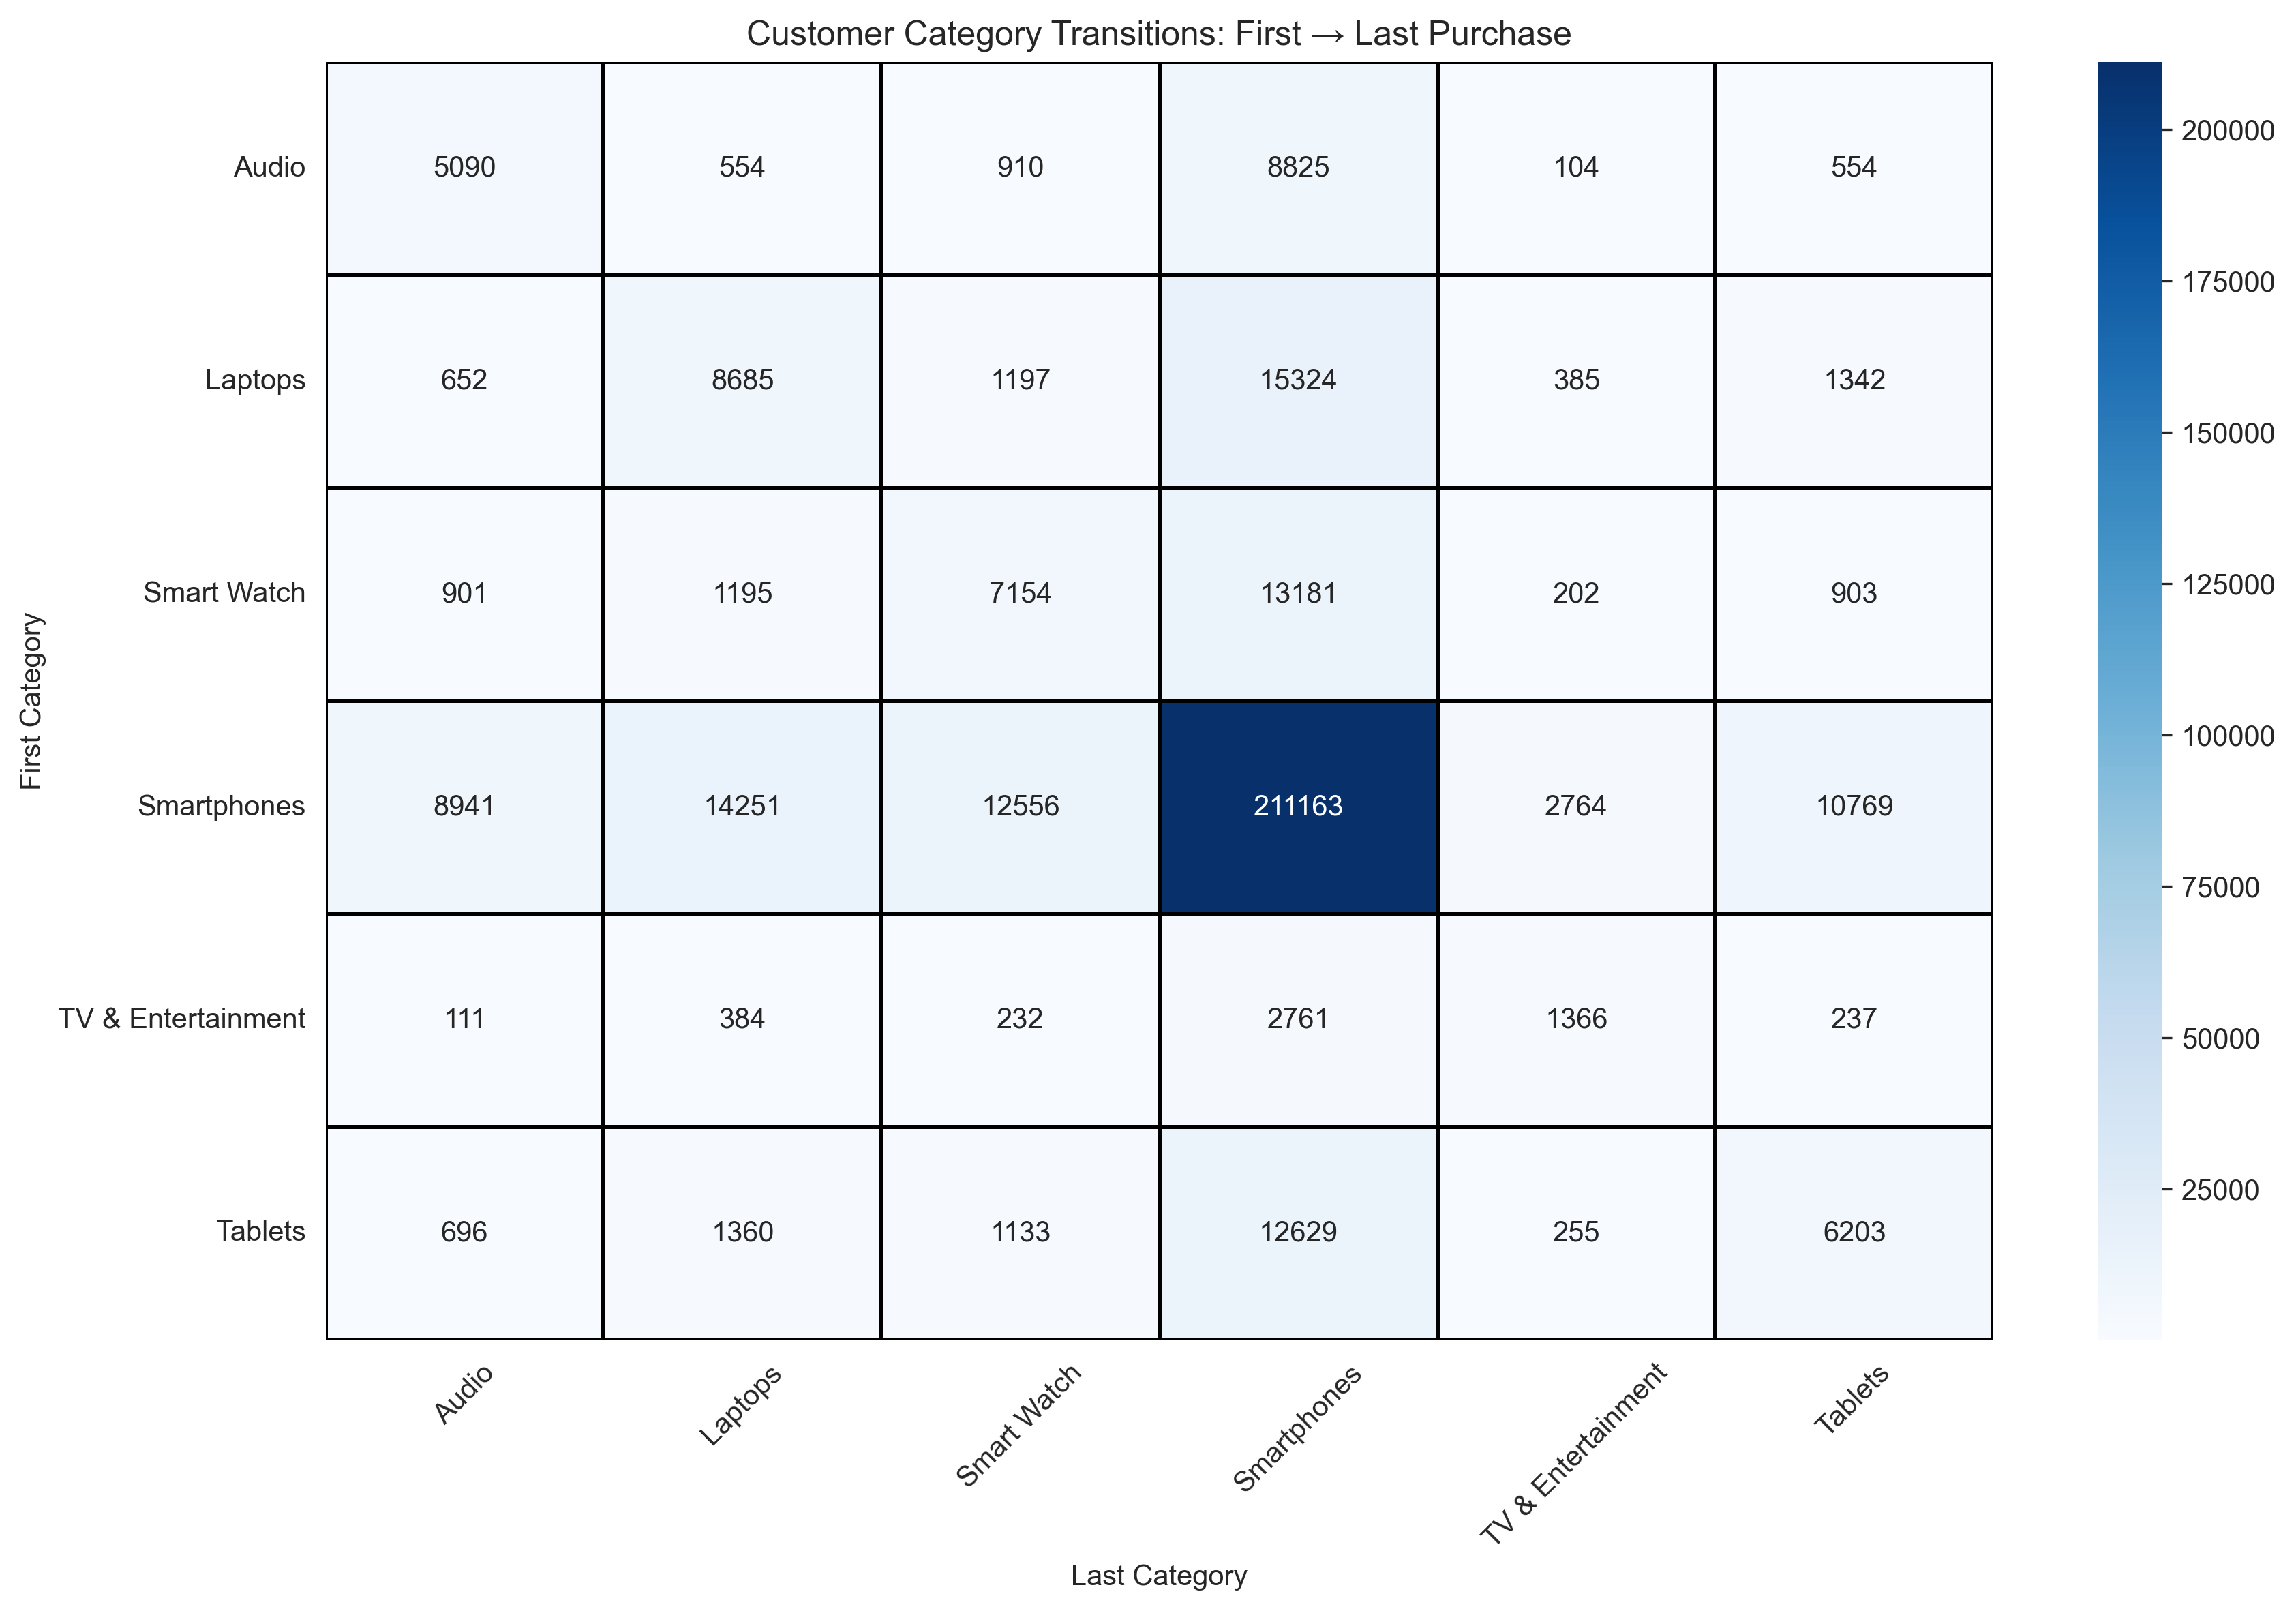 Customer Category Transitions: First → Last Purchase
First Category
Audio 5090 554 910 8825 104 554
Laptops 652 8685 1197 15324 385 1342
Smart Watch 901 1195 7154 13181 202 903
Smartphones 8941 14251 12556 211163 2764 10769
TV & Entertainment 111 384 232 2761 1366 237
Tablets 696 1360 1133 12629 255 6203
Audio Laptops Smart Watch Smartphones TV & Entertainment Tablets
Last Category
200000
175000
150000
125000
100000
75000
50000
25000